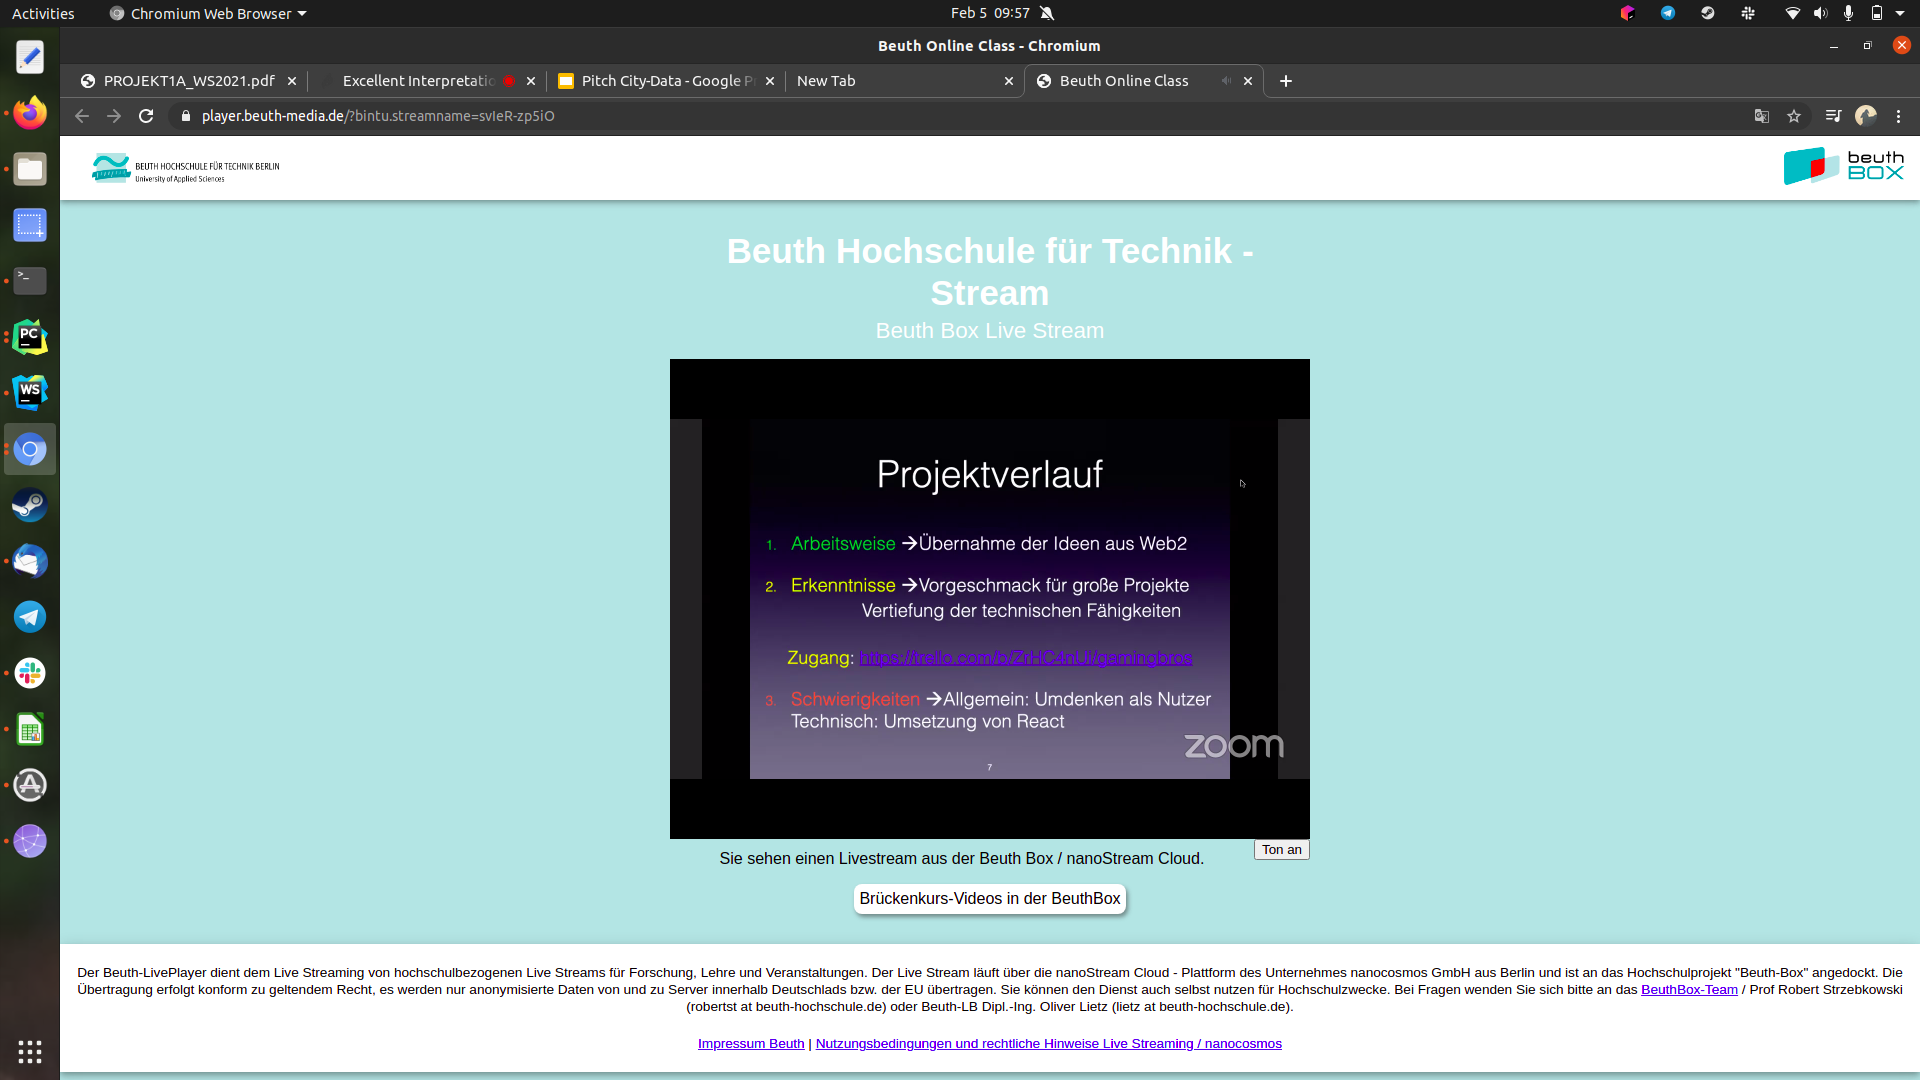 Activities
Chromium Web Browser
Feb 5 09:57
Beuth Online Class - Chromium
PROJEKT1A_WS2021.pdf
Excellent Interpretatio
Pitch City-Data - Google P
New Tab
Beuth Online Class
player.beuth-media.de/?bintu.streamname=svIeR-zp5iO
BEUTH HOCHSCHULE FÜR TECHNIK BERLIN
University of Applied Sciences
beuth
BOX
Beuth Hochschule für Technik -
Stream
Beuth Box Live Stream
Projektverlauf
1. Arbeitsweise →Übernahme der Ideen aus Web2
2. Erkenntnisse →Vorgeschmack für große Projekte
Vertiefung der technischen Fähigkeiten
Zugang: https://trello.com/b/ZrHC4nUl/gamingbros
3. Schwierigkeiten →Allgemein: Umdenken als Nutzer
Technisch: Umsetzung von React
zoom
7
Ton an
Sie sehen einen Livestream aus der Beuth Box / nanoStream Cloud.
Brückenkurs-Videos in der BeuthBox
Der Beuth-LivePlayer dient dem Live Streaming von hochschulbezogenen Live Streams für Forschung, Lehre und Veranstaltungen. Der Live Stream läuft über die nanoStream Cloud - Plattform des Unternehmes nanocosmos GmbH aus Berlin und ist an das Hochschulprojekt "Beuth-Box" angedockt. Die
Übertragung erfolgt konform zu geltendem Recht, es werden nur anonymisierte Daten von und zu Server innerhalb Deutschlads bzw. der EU übertragen. Sie können den Dienst auch selbst nutzen für Hochschulzwecke. Bei Fragen wenden Sie sich bitte an das BeuthBox-Team / Prof Robert Strzebkowski
(robertst at beuth-hochschule.de) oder Beuth-LB Dipl.-Ing. Oliver Lietz (lietz at beuth-hochschule.de).
Impressum Beuth | Nutzungsbedingungen und rechtliche Hinweise Live Streaming / nanocosmos
PC
WS